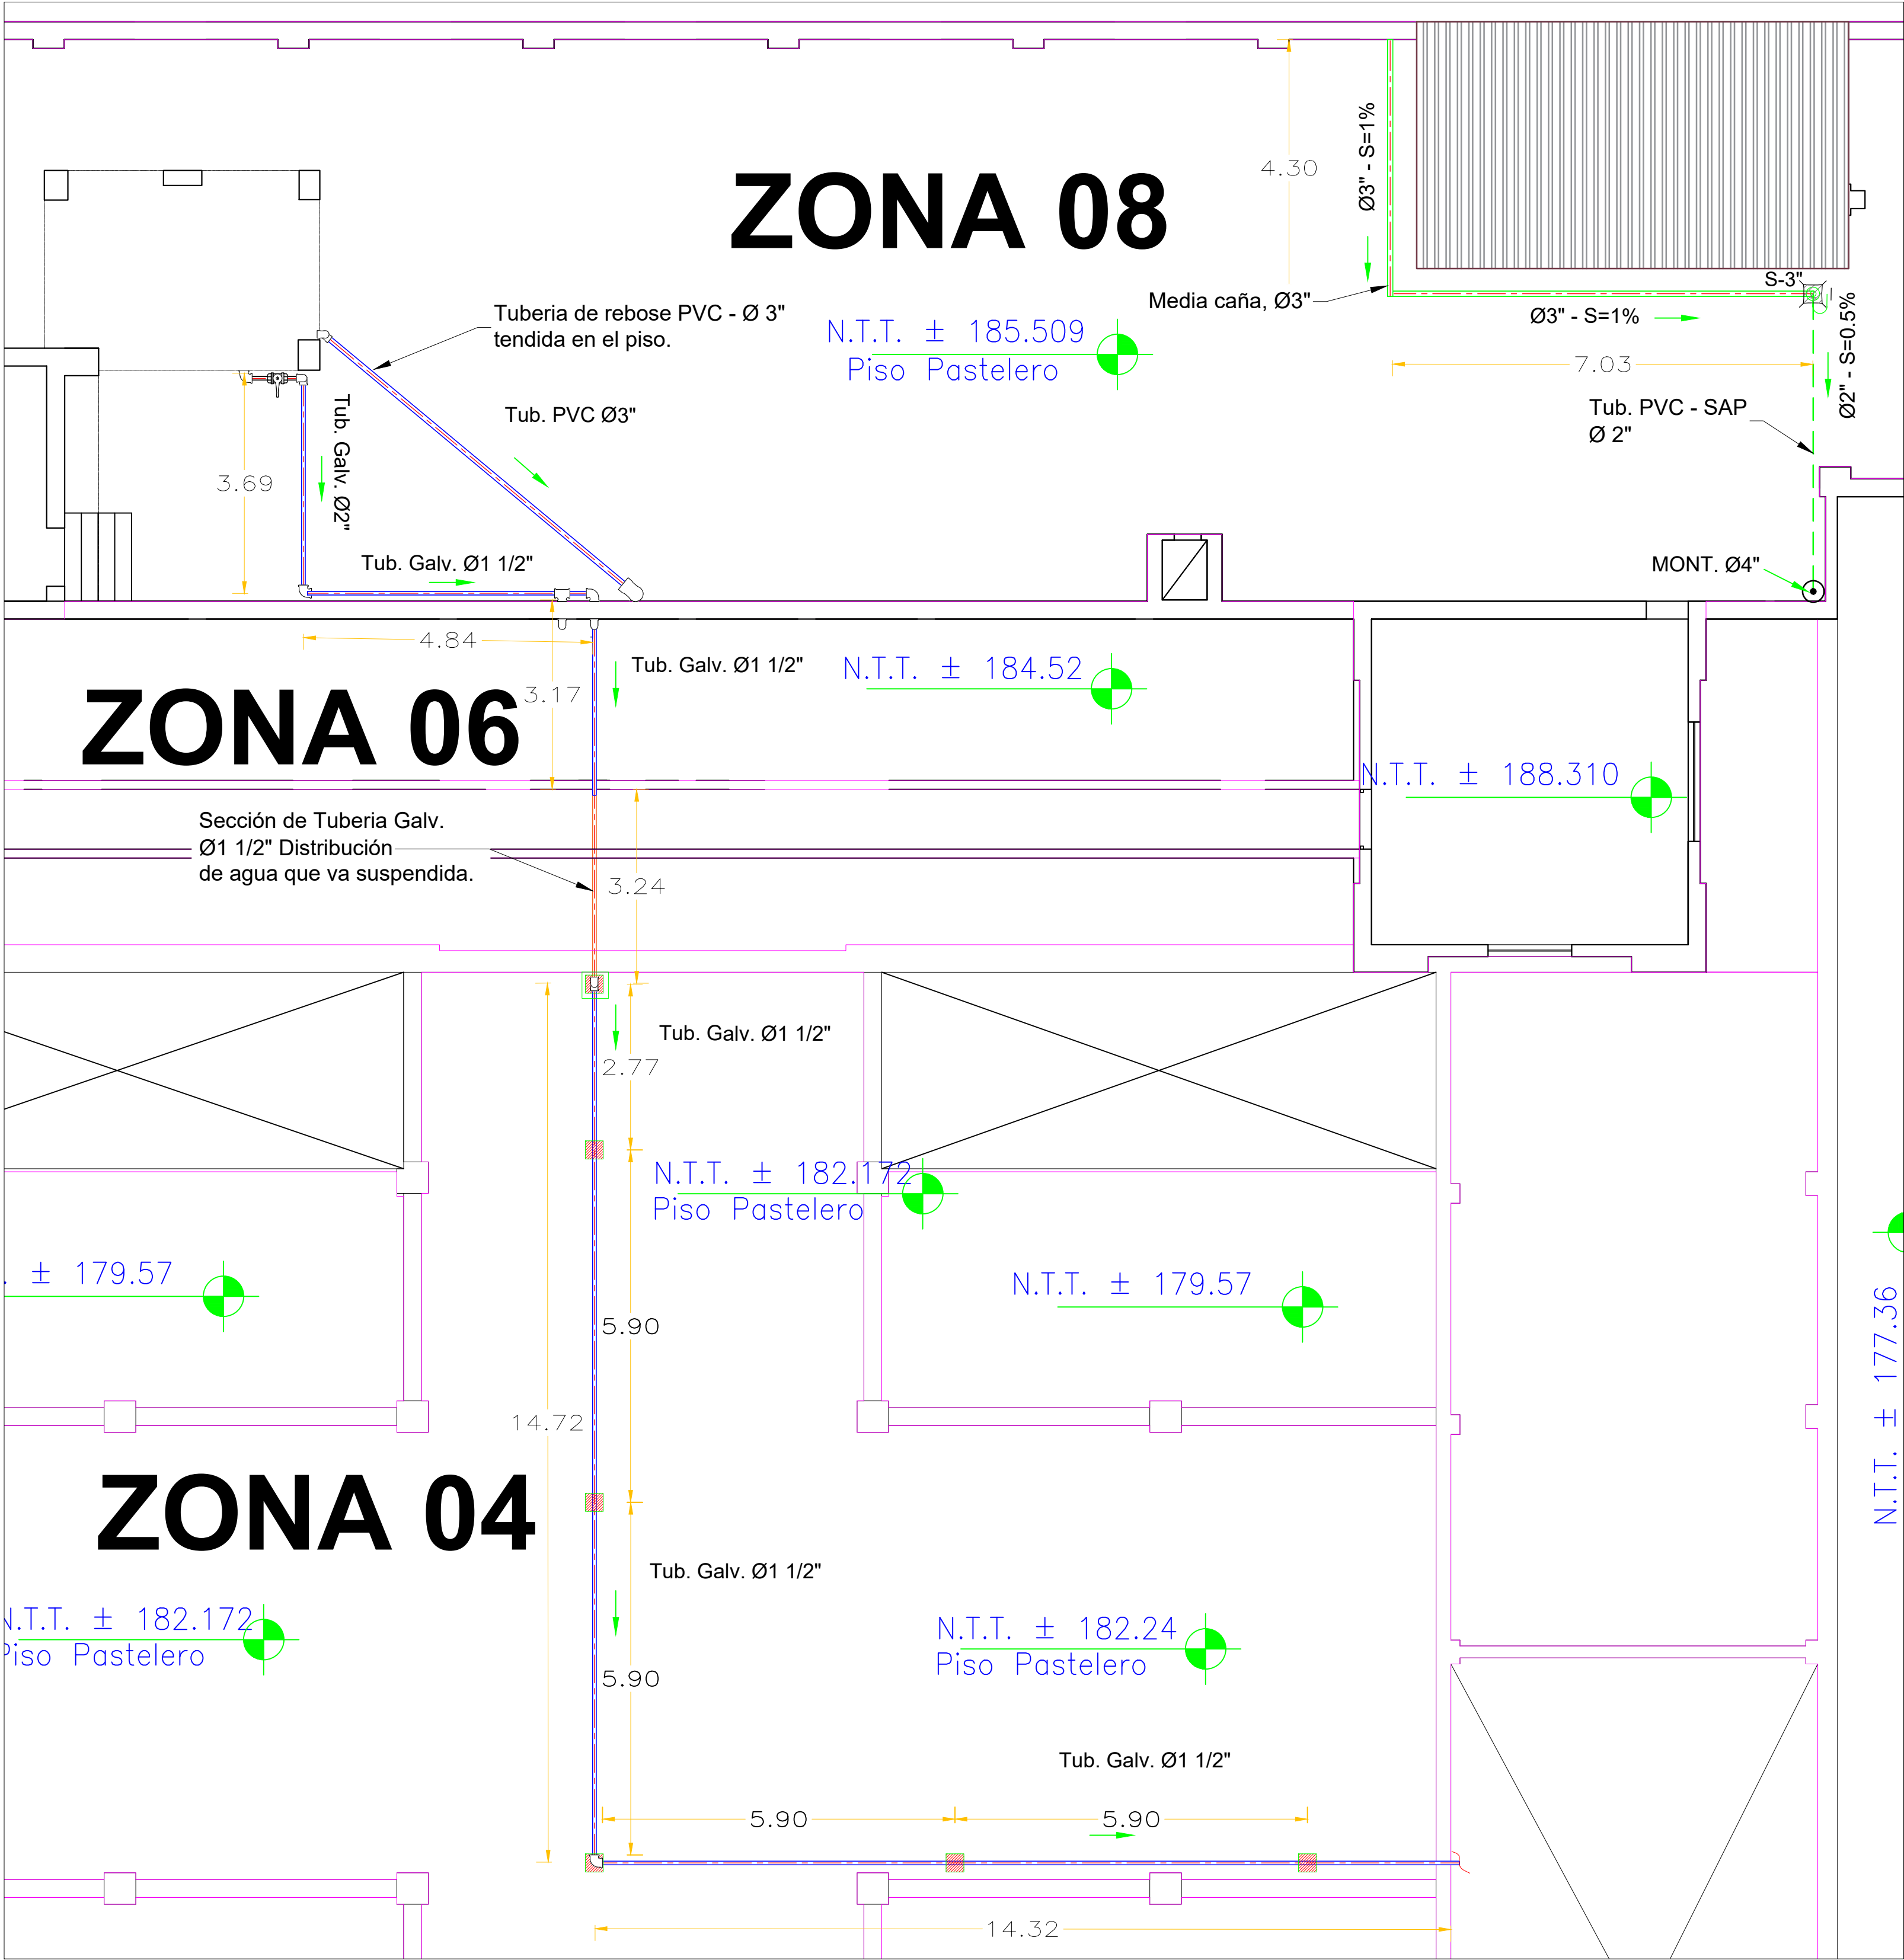 4.30
Ø3" - S=1%
ZONA 08
S-3"
Media caña, Ø3"
Ø3" - S=1%
Ø2" - S=0.5%
Tuberia de rebose PVC - Ø 3"
tendida en el piso.
N.T.T. ± 185.509
Piso Pastelero
7.03
Tub. PVC Ø3"
Tub. PVC - SAP
Ø 2"
Tub. Galv. Ø2"
3.69
Tub. Galv. Ø1 1/2"
MONT. Ø4"
4.84
Tub. Galv. Ø1 1/2"
N.T.T. ± 184.52
3.17
ZONA 06
N.T.T. ± 188.310
Sección de Tuberia Galv.
Ø1 1/2" Distribución
de agua que va suspendida.
3.24
Tub. Galv. Ø1 1/2"
2.77
N.T.T. ± 182.172
Piso Pastelero
. ± 179.57
N.T.T. ± 179.57
5.90
N.T.T. ± 177.36
14.72
ZONA 04
Tub. Galv. Ø1 1/2"
N.T.T. ± 182.172
Piso Pastelero
N.T.T. ± 182.24
Piso Pastelero
5.90
Tub. Galv. Ø1 1/2"
5.90
5.90
14.32